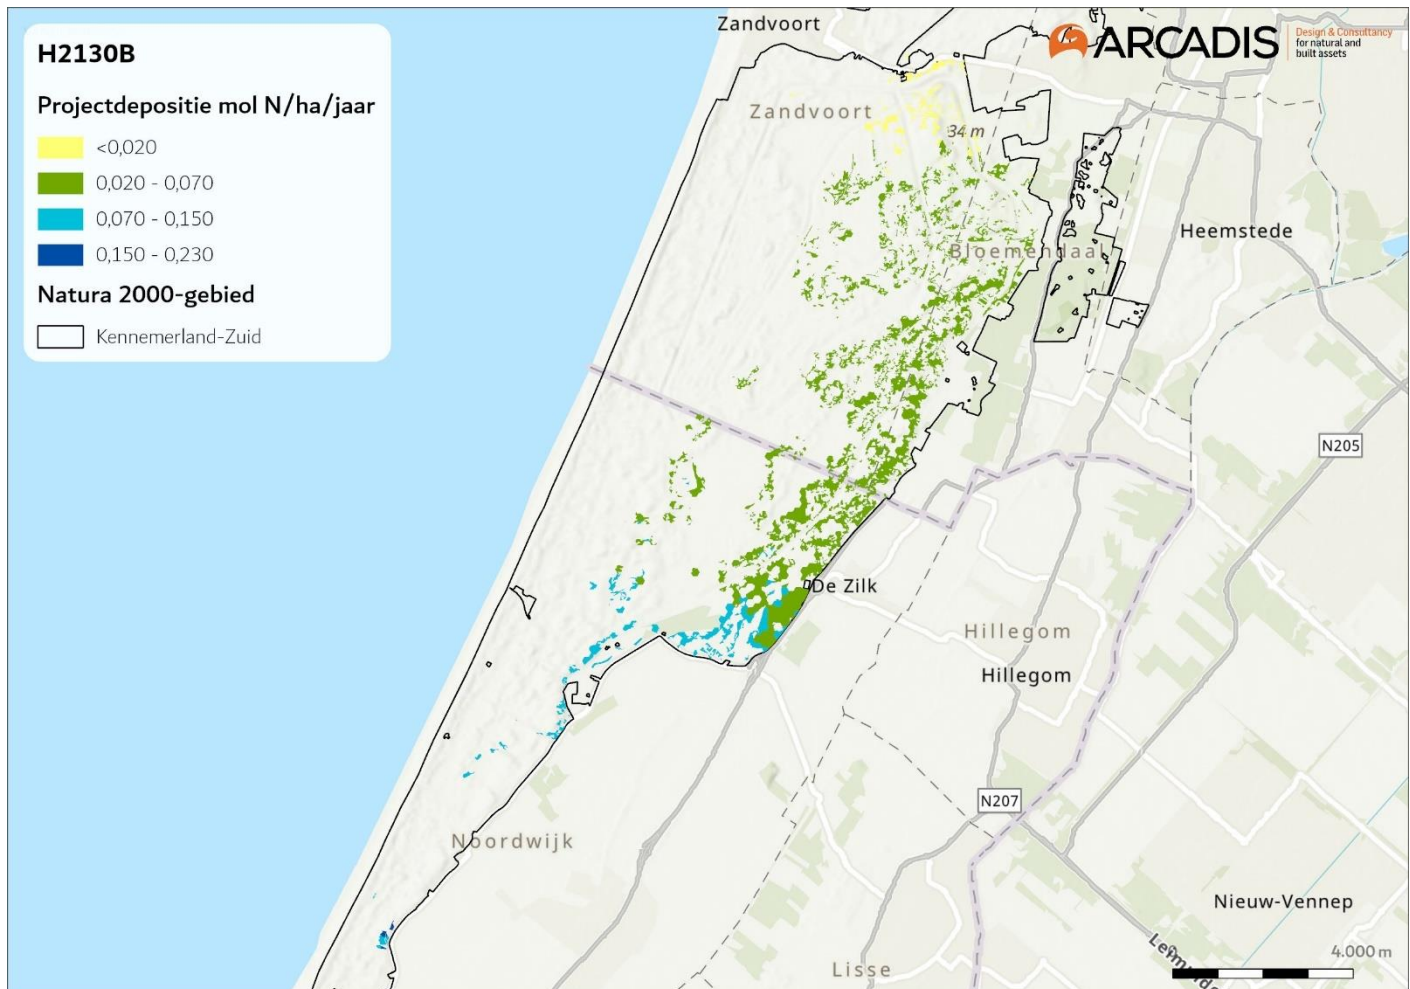 H2130B
Projectdepositie mol N/ha/jaar
<0,020
0,020 - 0,070
0,070 - 0,150
0,150 - 0,230
Natura 2000-gebied
Kennemerland-Zuid
Zandvoort
ARCADIS
Design & Consultancy
for natural and
built assets
Zandvoort
34 m
Heemstede
Bloemendaal
N205
De Zilk
Hillegom
Hillegom
N207
Noordwijk
Nieuw-Vennep
Lisse
4.000 m